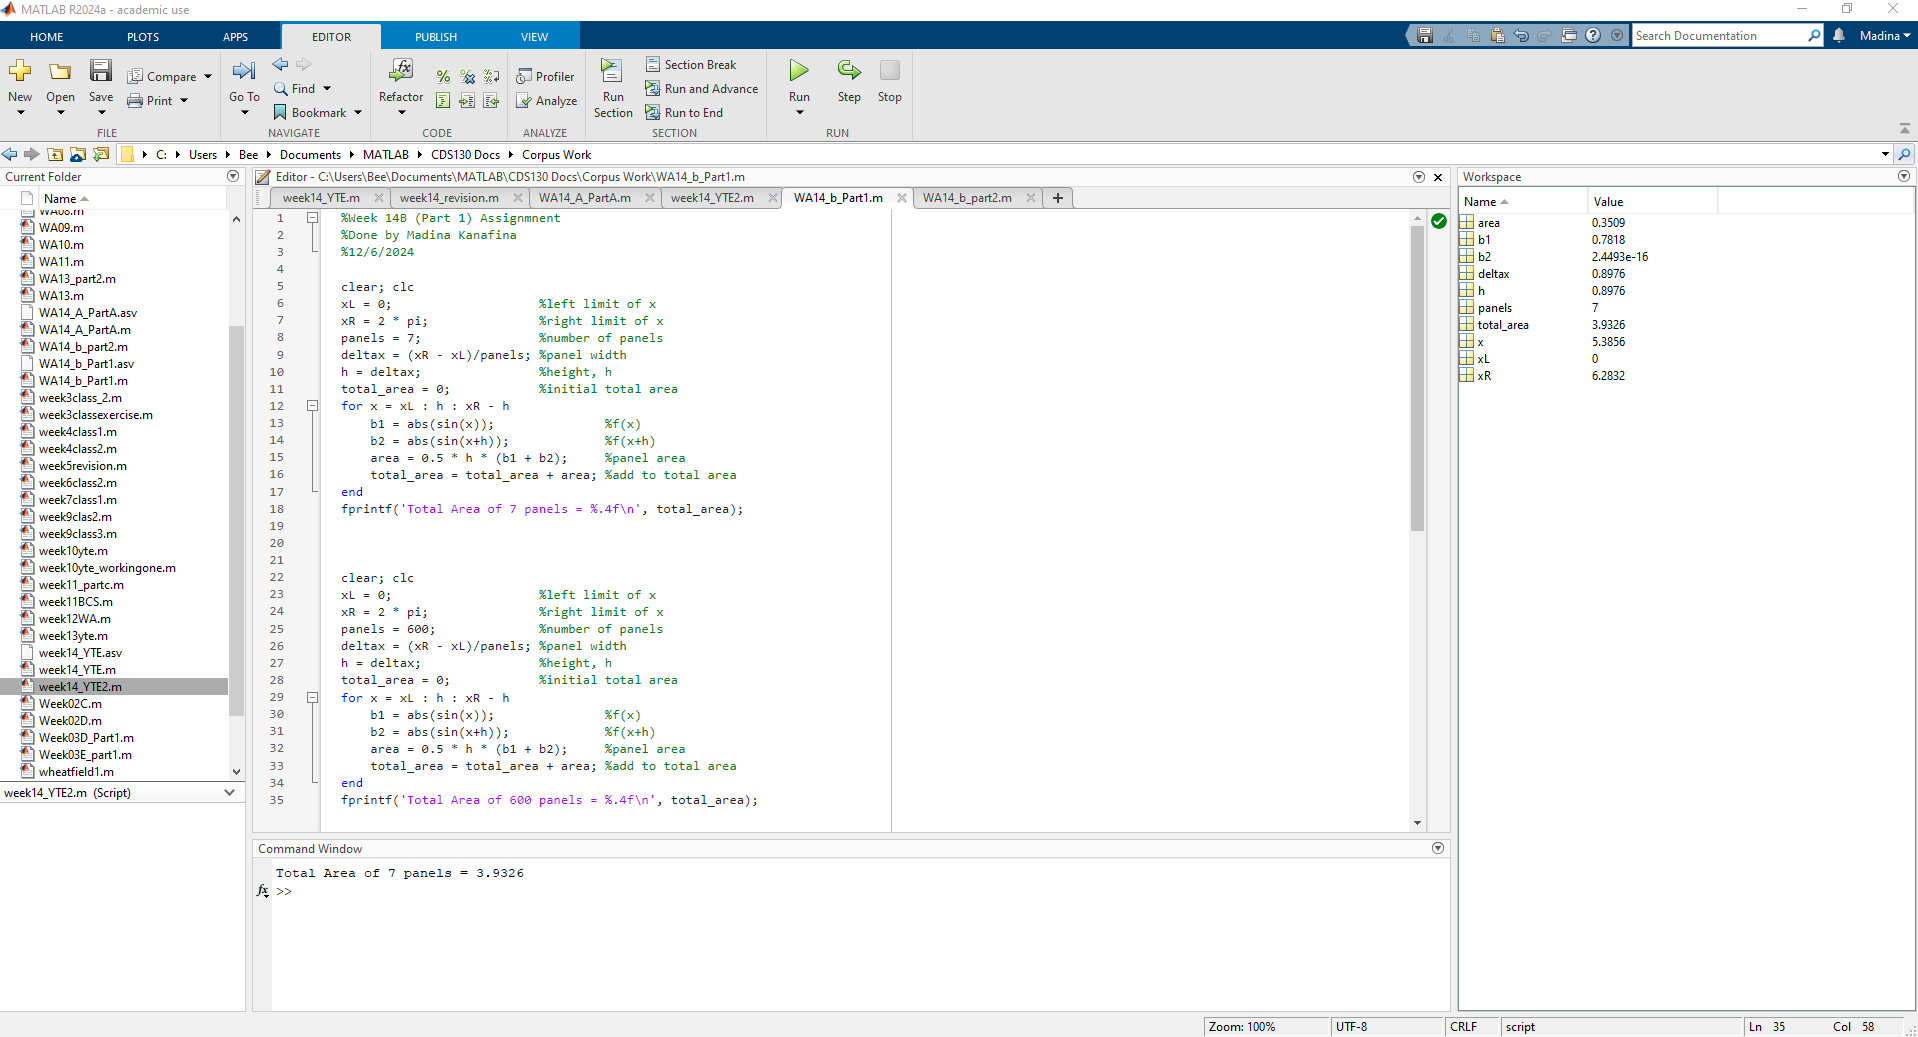 MATLAB R2024a - academic use
HOME PLOTS APPS EDITOR PUBLISH VIEW
Search Documentation Madina
New Open Save Compare Print FILE
Go To Find Bookmark NAVIGATE
Refactor CODE
Profiler Analyze ANALYZE
Run Section Section Break Run and Advance Run to End SECTION
Run Step Stop RUN
C: Users Bee Documents MATLAB CDS130 Docs Corpus Work
Current Folder
Name
WA08.m
WA09.m
WA10.m
WA11.m
WA13_part2.m
WA13.m
WA14_A_PartA.asv
WA14_A_PartA.m
WA14_b_part2.m
WA14_b_Part1.asv
WA14_b_Part1.m
week3class_2.m
week3classexercise.m
week4class1.m
week4class2.m
week5revision.m
week6class2.m
week7class1.m
week9clas2.m
week9class3.m
week10yte.m
week10yte_workingone.m
week11_partc.m
week11BCS.m
week12WA.m
week13yte.m
week14_YTE.asv
week14_YTE.m
week14_YTE2.m
Week02C.m
Week02D.m
Week03D_Part1.m
Week03E_part1.m
wheatfield1.m
week14_YTE2.m (Script)
Editor - C:\Users\Bee\Documents\MATLAB\CDS130 Docs\Corpus Work\WA14_b_Part1.m
week14_YTE.m week14_revision.m WA14_A_PartA.m week14_YTE2.m WA14_b_Part1.m WA14_b_part2.m
1 %Week 14B (Part 1) Assignmnent
2 %Done by Madina Kanafina
3 %12/6/2024
4
5 clear; clc
6 xL = 0; %left limit of x
7 xR = 2 * pi; %right limit of x
8 panels = 7; %number of panels
9 deltax = (xR - xL)/panels; %panel width
10 h = deltax; %height, h
11 total_area = 0; %initial total area
12 for x = xL : h : xR - h
13 b1 = abs(sin(x)); %f(x)
14 b2 = abs(sin(x+h)); %f(x+h)
15 area = 0.5 * h * (b1 + b2); %panel area
16 total_area = total_area + area; %add to total area
17 end
18 fprintf('Total Area of 7 panels = %.4f\n', total_area);
19
20
21
22 clear; clc
23 xL = 0; %left limit of x
24 xR = 2 * pi; %right limit of x
25 panels = 600; %number of panels
26 deltax = (xR - xL)/panels; %panel width
27 h = deltax; %height, h
28 total_area = 0; %initial total area
29 for x = xL : h : xR - h
30 b1 = abs(sin(x)); %f(x)
31 b2 = abs(sin(x+h)); %f(x+h)
32 area = 0.5 * h * (b1 + b2); %panel area
33 total_area = total_area + area; %add to total area
34 end
35 fprintf('Total Area of 600 panels = %.4f\n', total_area);
Command Window
Total Area of 7 panels = 3.9326
fx >>
Workspace
Name Value
area 0.3509
b1 0.7818
b2 2.4493e-16
deltax 0.8976
h 0.8976
panels 7
total_area 3.9326
x 5.3856
xL 0
xR 6.2832
Zoom: 100% UTF-8 CRLF script Ln 35 Col 58